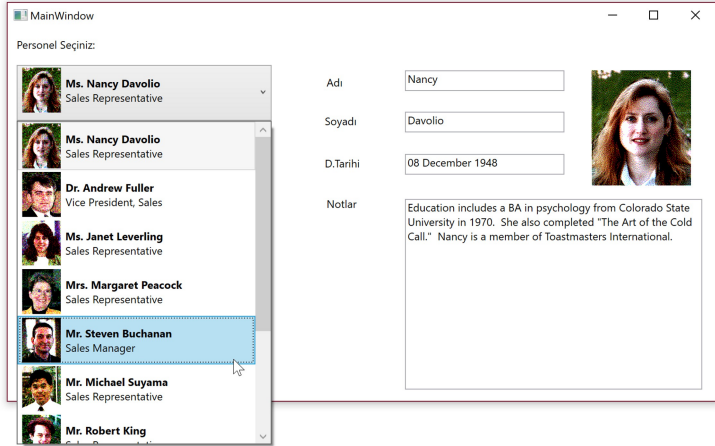 MainWindow
Personel Seçiniz:
Ms. Nancy Davolio
Sales Representative
Ms. Nancy Davolio
Sales Representative
Dr. Andrew Fuller
Vice President, Sales
Ms. Janet Leverling
Sales Representative
Mrs. Margaret Peacock
Sales Representative
Mr. Steven Buchanan
Sales Manager
Mr. Michael Suyama
Sales Representative
Mr. Robert King
Adı
Nancy
Soyadı
Davolio
D.Tarihi
08 December 1948
Notlar
Education includes a BA in psychology from Colorado State
University in 1970.  She also completed "The Art of the Cold
Call."  Nancy is a member of Toastmasters International.